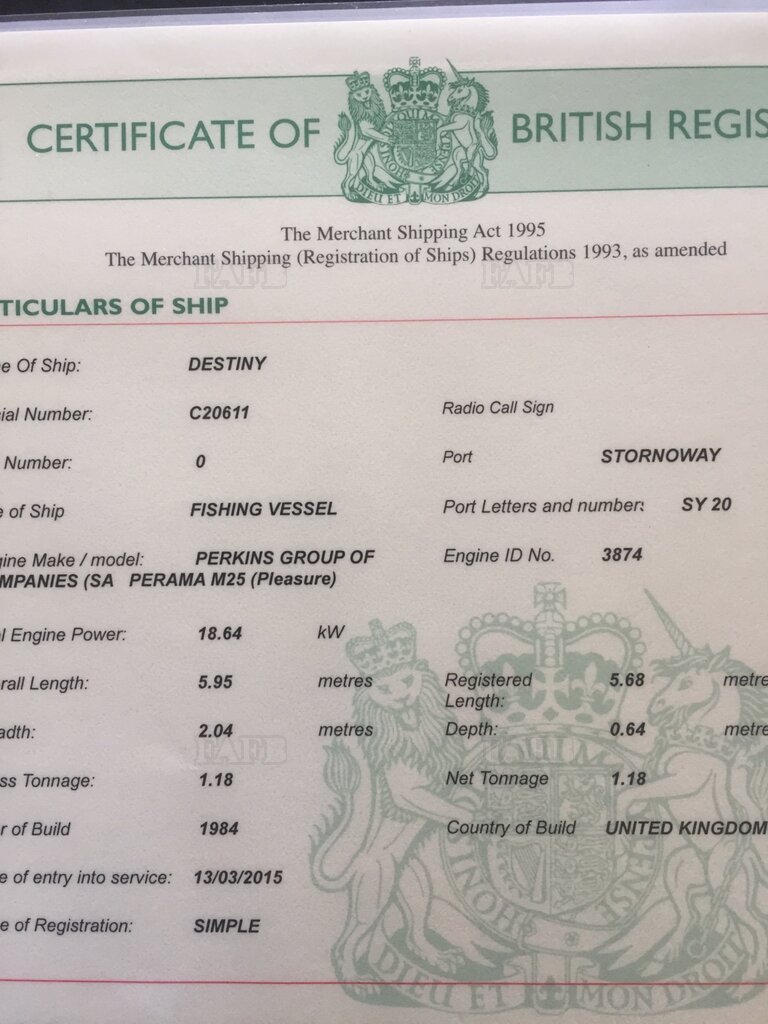 CERTIFICATE OF BRITISH REGIS
DIEU ET MON DROIT
The Merchant Shipping Act 1995
The Merchant Shipping (Registration of Ships) Regulations 1993, as amended
FAFB FAFB
TICULARS OF SHIP
e Of Ship: DESTINY
ial Number: C20611 Radio Call Sign
Number: 0 Port STORNOWAY
e of Ship FISHING VESSEL Port Letters and number: SY 20
gine Make / model: PERKINS GROUP OF Engine ID No. 3874
MPANIES (SA PERAMA M25 (Pleasure)
l Engine Power: 18.64 kW
rall Length: 5.95 metres Registered Length: 5.68 metre
adth: 2.04 metres Depth: 0.64 metre
FAFB
ss Tonnage: 1.18 Net Tonnage 1.18
r of Build 1984 Country of Build UNITED KINGDOM
e of entry into service: 13/03/2015
e of Registration: SIMPLE
DIEU ET MON DROIT